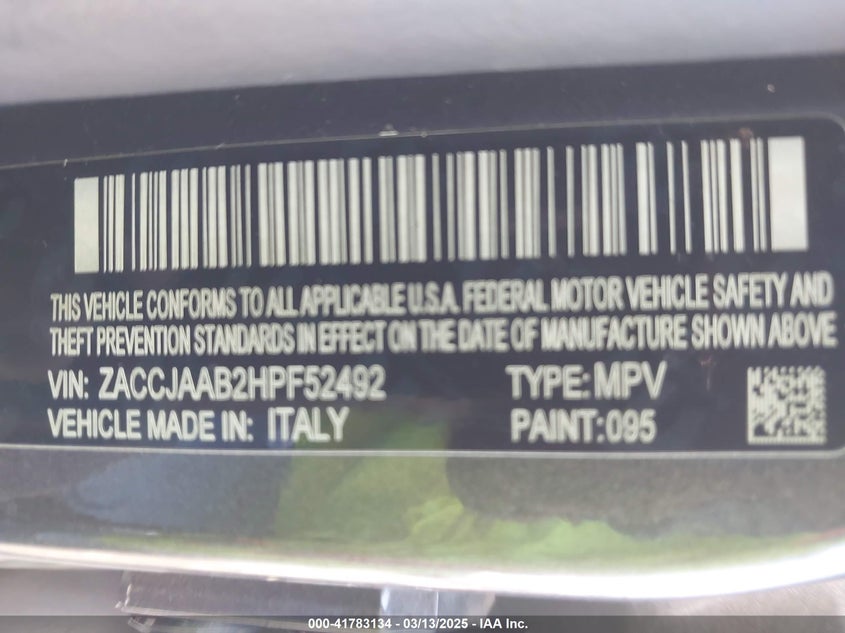 THIS VEHICLE CONFORMS TO ALL APPLICABLE U.S.A. FEDERAL MOTOR VEHICLE SAFETY AND
THEFT PREVENTION STANDARDS IN EFFECT ON THE DATE OF MANUFACTURE SHOWN ABOVE
VIN: ZACCJAAB2HPF52492 TYPE: MPV
VEHICLE MADE IN: ITALY PAINT:095
000-41783134 - 03/13/2025 - IAA Inc.